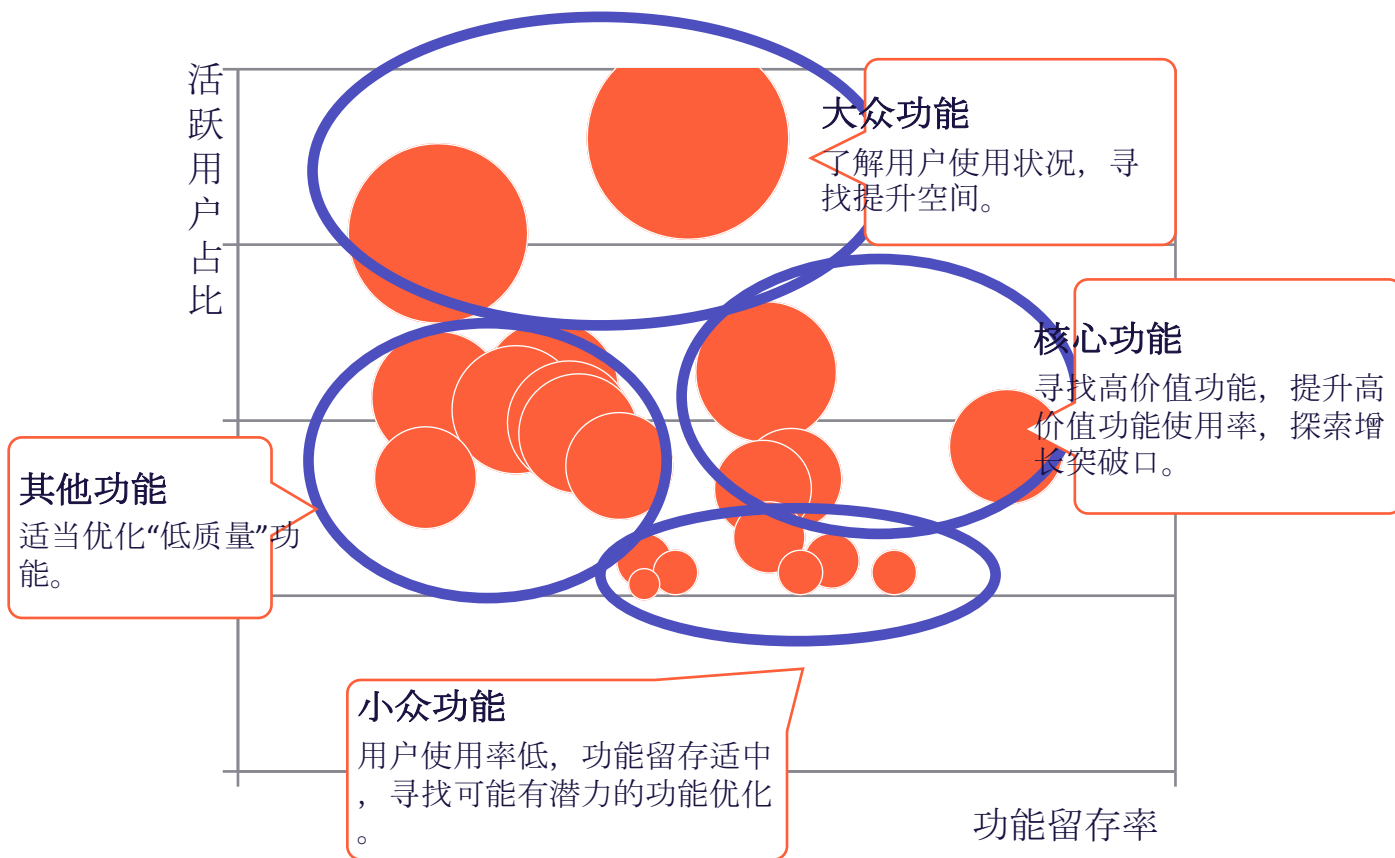 活
跃
用
户
占
比
大众功能
了解用户使用状况，寻
找提升空间。
核心功能
寻找高价值功能，提升高
价值功能使用率，探索增
长突破口。
其他功能
适当优化“低质量”功
能。
小众功能
用户使用率低，功能留存适中
，寻找可能有潜力的功能优化
。
功能留存率